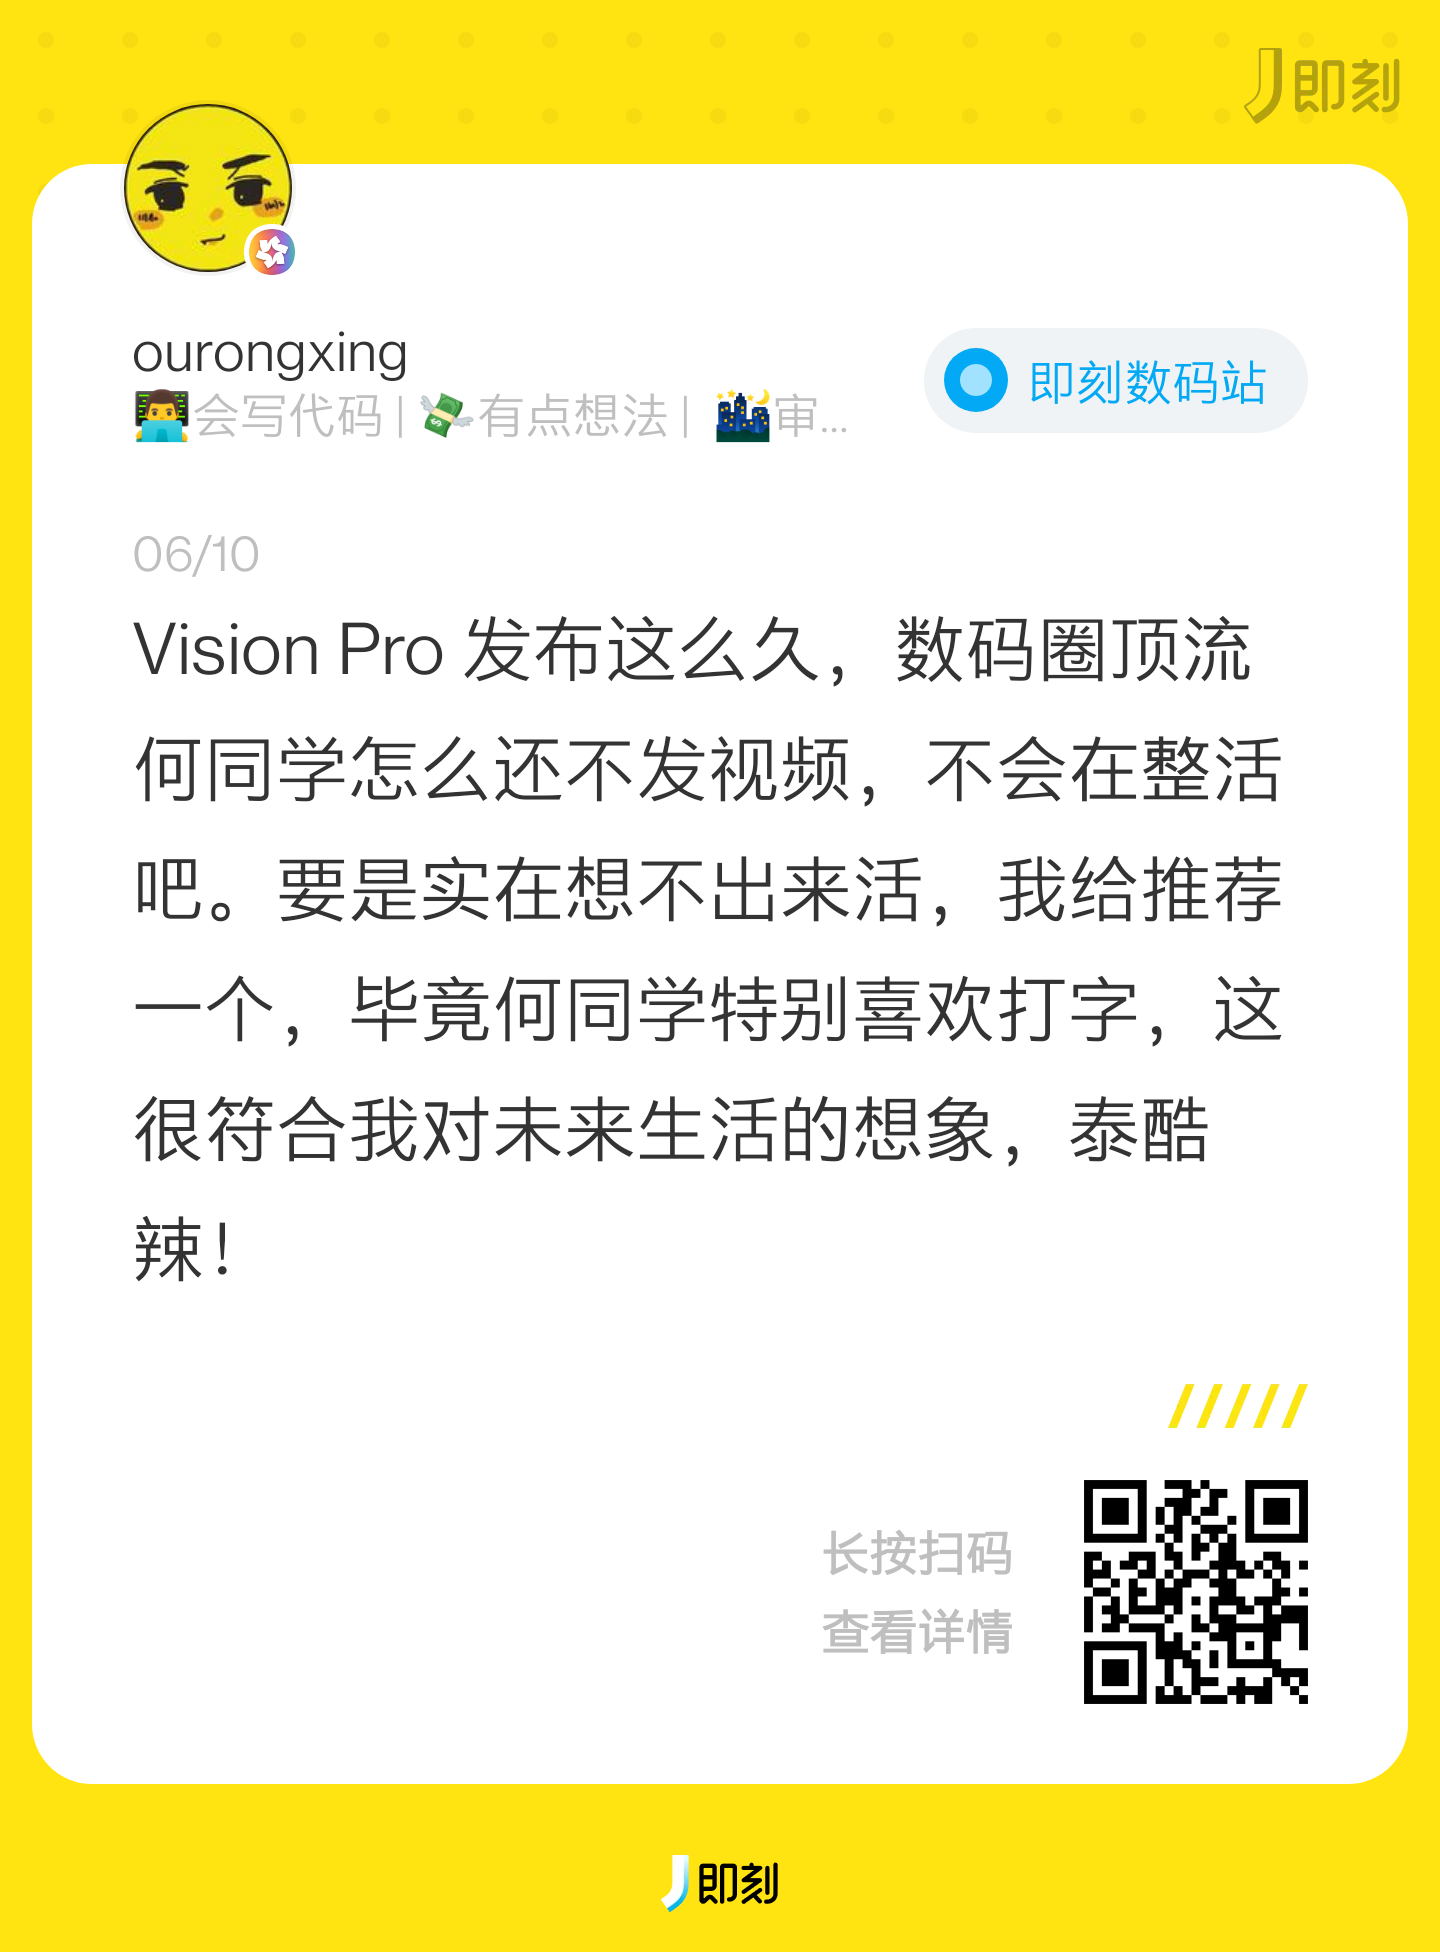 即刻
ourongxing
👨‍💻会写代码 | 💸有点想法 | 🌃审...
即刻数码站
06/10
Vision Pro 发布这么久，数码圈顶流
何同学怎么还不发视频，不会在整活
吧。要是实在想不出来活，我给推荐
一个，毕竟何同学特别喜欢打字，这
很符合我对未来生活的想象，泰酷
辣！
长按扫码
查看详情
即刻